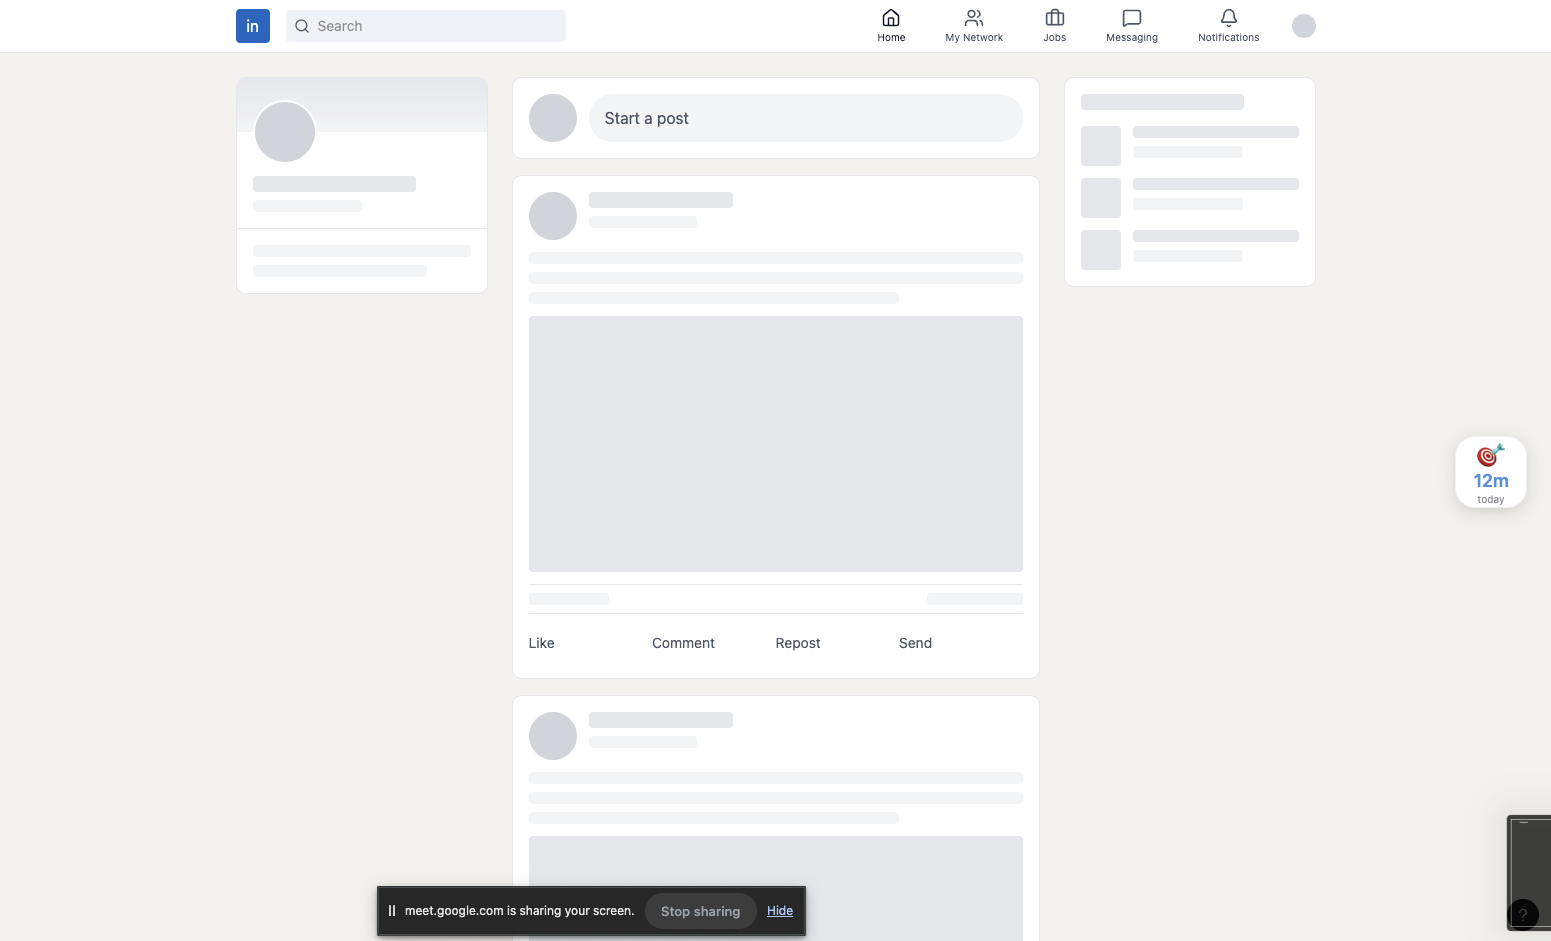 in
Search
Home
My Network
Jobs
Messaging
Notifications
Start a post
Like
Comment
Repost
Send
12m
today
meet.google.com is sharing your screen.
Stop sharing
Hide
?